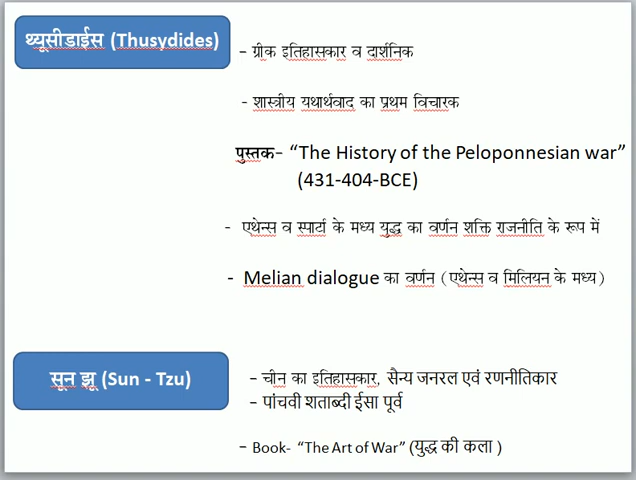 थ्यूसीडाईस (Thusydides)
- ग्रीक इतिहासकार व दार्शनिक
- शास्त्रीय यथार्थवाद का प्रथम विचारक
पुस्तक- “The History of the Peloponnesian war”
(431-404-BCE)
- एथेन्स व स्पार्टा के मध्य युद्ध का वर्णन शक्ति राजनीति के रूप में
- Melian dialogue का वर्णन (एथेन्स व मिलियन के मध्य)
सून झू (Sun - Tzu)
- चीन का इतिहासकार, सैन्य जनरल एवं रणनीतिकार
- पांचवी शताब्दी ईसा पूर्व
- Book- “The Art of War” (युद्ध की कला )